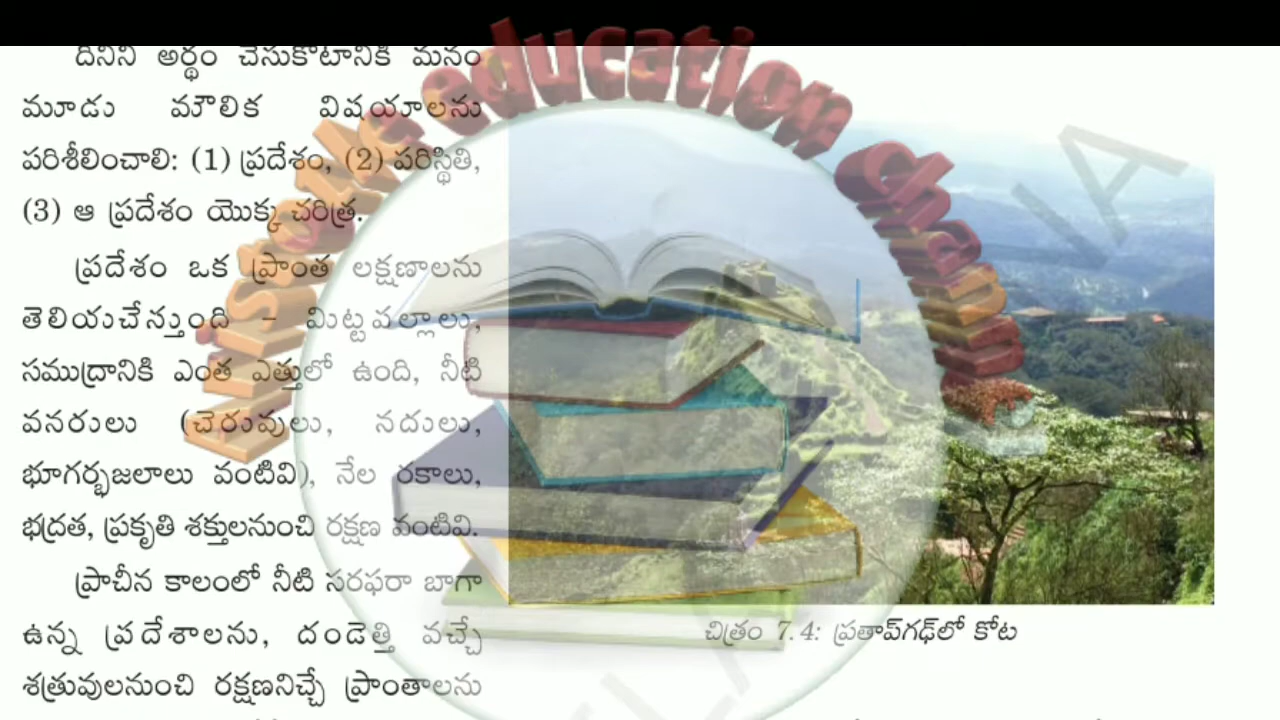 దీనిని అర్థం చేసుకోటానికి మనం
మూడు మౌలిక విషయాలను
పరిశీలించాలి: (1) ప్రదేశం, (2) పరిస్థితి,
(3) ఆ ప్రదేశం యొక్క చరిత్ర.
ప్రదేశం ఒక ప్రాంత లక్షణాలను
తెలియచేస్తుంది – మిట్టపల్లాలు,
సముద్రానికి ఎంత ఎత్తులో ఉంది, నీటి
వనరులు (చెరువులు, నదులు,
భూగర్భజలాలు వంటివి), నేల రకాలు,
భద్రత, ప్రకృతి శక్తులనుంచి రక్షణ వంటివి.
ప్రాచీన కాలంలో నీటి సరఫరా బాగా
ఉన్న ప్రదేశాలను, దండెత్తి వచ్చే
శత్రువులనుంచి రక్షణనిచ్చే ప్రాంతాలను
చిత్రం 7.4: ప్రతాప్‌గఢ్‌లో కోట
education channel